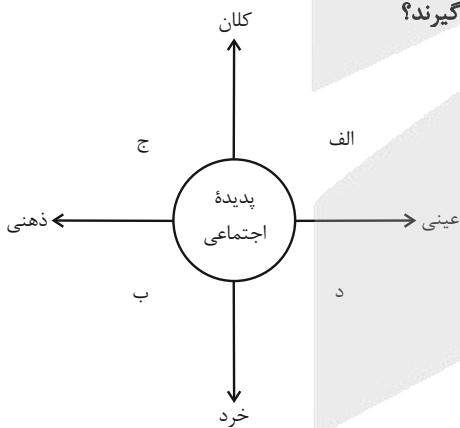 گیرند؟
کلان
الف
ج
پدیدهٔ
اجتماعی
عینی
ذهنی
د
ب
خرد